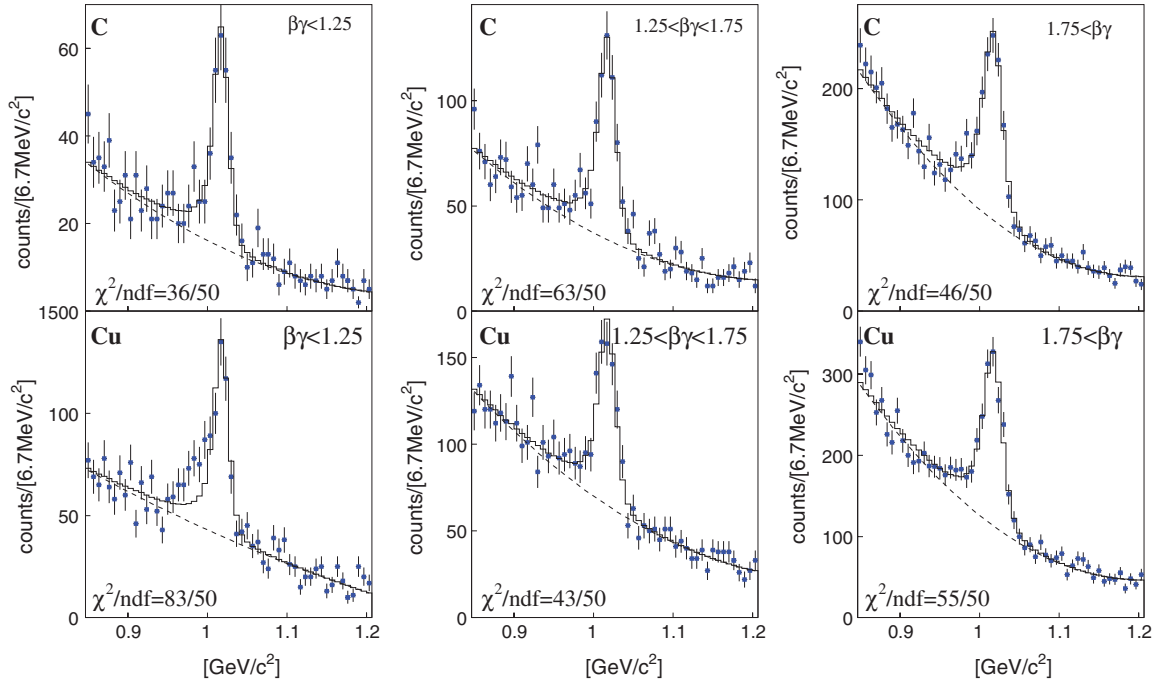 C
βγ<1.25
60
40
20
counts/[6.7MeV/c²]
χ²/ndf=36/50
C
1.25<βγ<1.75
100
50
0
counts/[6.7MeV/c²]
χ²/ndf=63/50
C
1.75<βγ
200
100
0
counts/[6.7MeV/c²]
χ²/ndf=46/50
Cu
βγ<1.25
1500
100
50
0
counts/[6.7MeV/c²]
χ²/ndf=83/50
0.9 1 1.1 1.2
[GeV/c²]
Cu
1.25<βγ<1.75
150
100
50
0
counts/[6.7MeV/c²]
χ²/ndf=43/50
0.9 1 1.1 1.2
[GeV/c²]
Cu
1.75<βγ
300
200
100
0
counts/[6.7MeV/c²]
χ²/ndf=55/50
0.9 1 1.1 1.2
[GeV/c²]